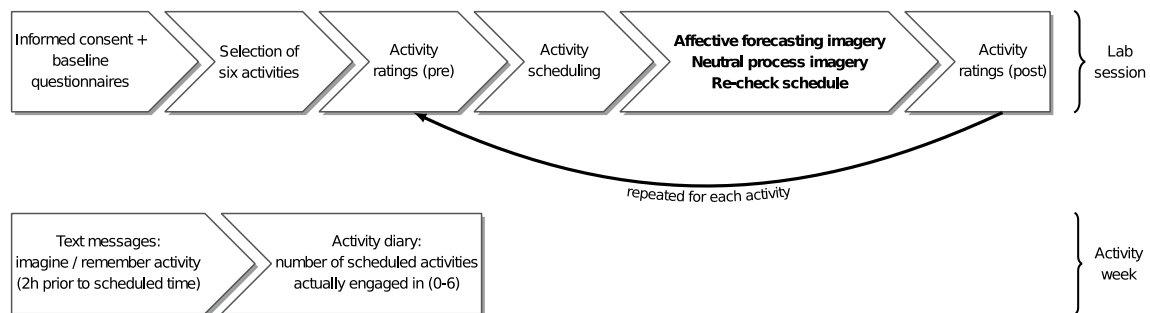 Informed consent +
baseline
questionnaires
Selection of
six activities
Activity
ratings (pre)
Activity
scheduling
Affective forecasting imagery
Neutral process imagery
Re-check schedule
Activity
ratings (post)
Lab
session
repeated for each activity
Text messages:
imagine / remember activity
(2h prior to scheduled time)
Activity diary:
number of scheduled activities
actually engaged in (0-6)
Activity
week